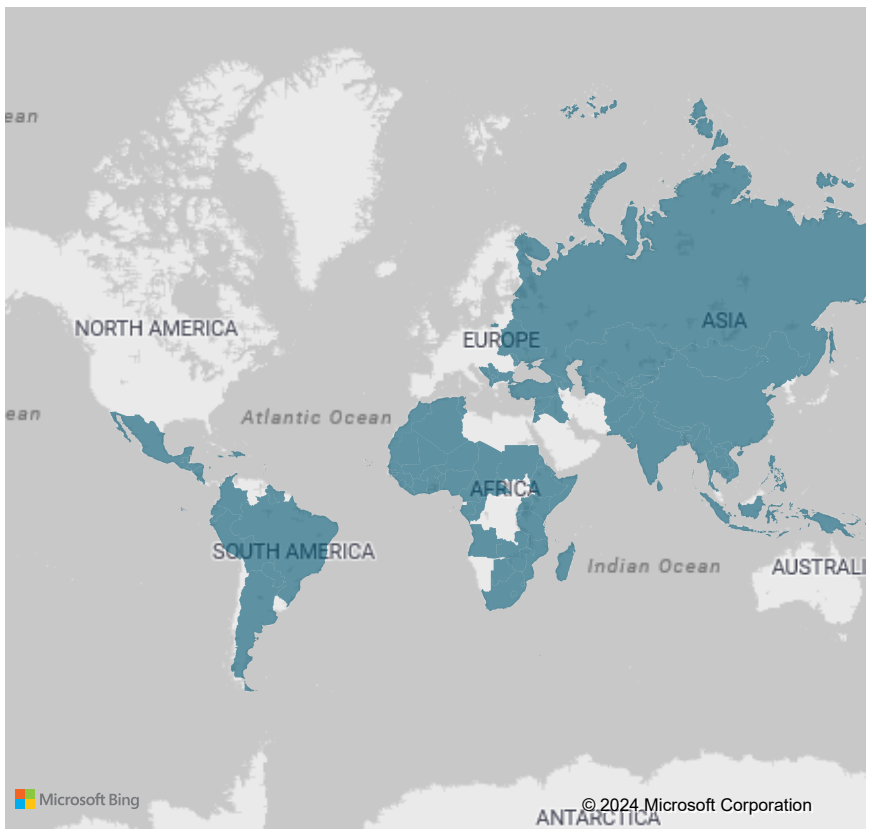 ean
NORTH AMERICA
EUROPE
ASIA
ean
Atlantic Ocean
AFRICA
SOUTH AMERICA
Indian Ocean
AUSTRALI
Microsoft Bing
© 2024 Microsoft Corporation
ANTARCTICA